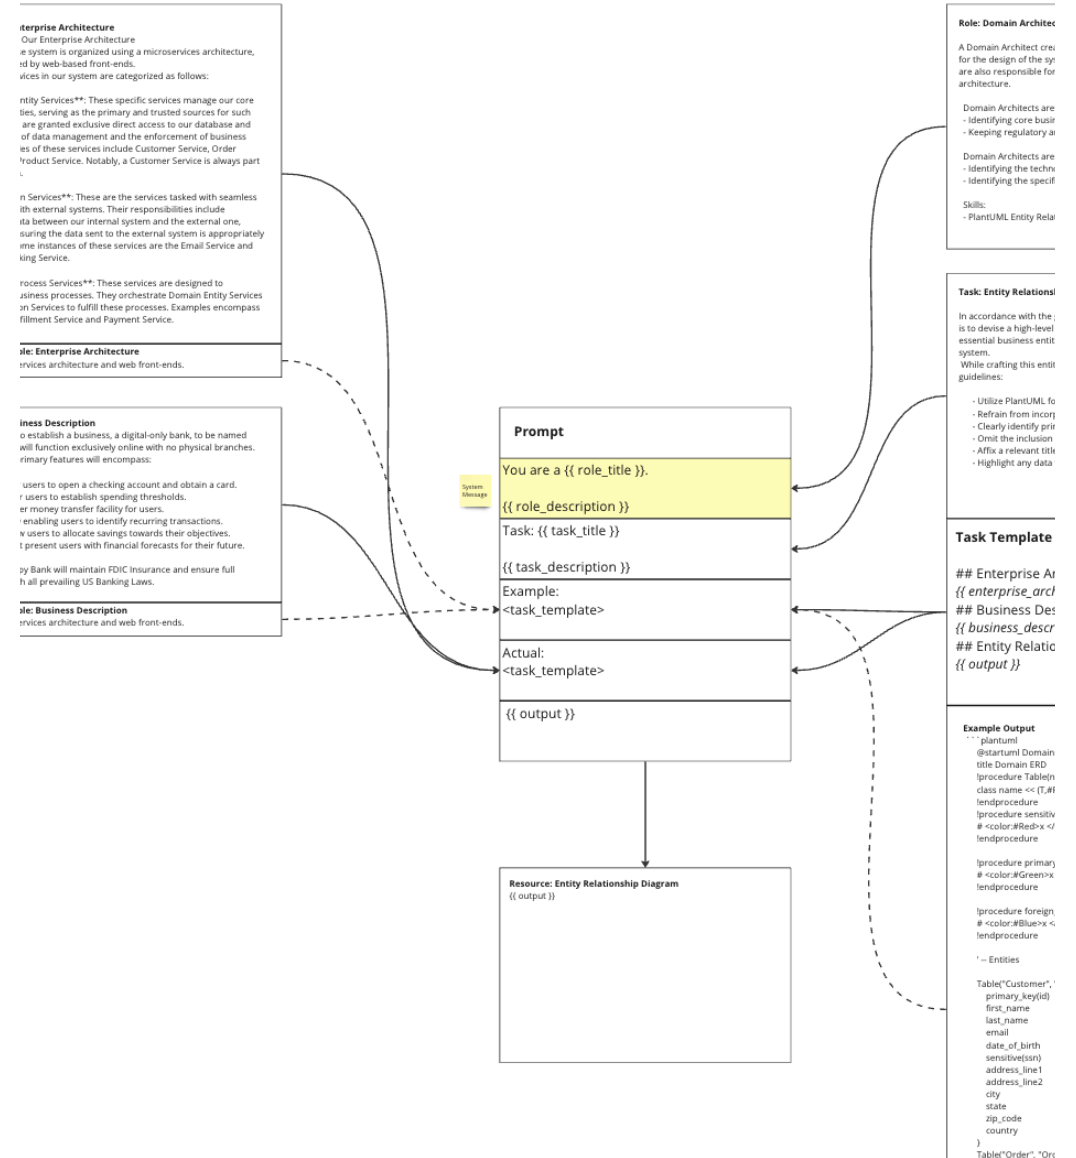 terprise Architecture
Our Enterprise Architecture
e system is organized using a microservices architecture,
ed by web-based front-ends.
vices in our system are categorized as follows:
ntity Services**: These specific services manage our core
ties, serving as the primary and trusted sources for such
are granted exclusive direct access to our database and
of data management and the enforcement of business
es of these services include Customer Service, Order
Product Service. Notably, a Customer Service is always part
n Services**: These are the services tasked with seamless
ith external systems. Their responsibilities include
ata between our internal system and the external one,
suring the data sent to the external system is appropriately
me instances of these services are the Email Service and
king Service.
rocess Services**: These services are designed to
usiness processes. They orchestrate Domain Entity Services
on Services to fulfill these processes. Examples encompass
fillment Service and Payment Service.
ple: Enterprise Architecture
ervices architecture and web front-ends.
iness Description
o establish a business, a digital-only bank, to be named
will function exclusively online with no physical branches.
rimary features will encompass:
users to open a checking account and obtain a card.
r users to establish spending thresholds.
er money transfer facility for users.
enabling users to identify recurring transactions.
w users to allocate savings towards their objectives.
t present users with financial forecasts for their future.
py Bank will maintain FDIC Insurance and ensure full
h all prevailing US Banking Laws.
ple: Business Description
ervices architecture and web front-ends.
System
Message
Prompt
You are a {{ role_title }}.
{{ role_description }}
Task: {{ task_title }}
{{ task_description }}
Example:
<task_template>
Actual:
<task_template>
{{ output }}
Resource: Entity Relationship Diagram
{{ output }}
Role: Domain Architec
A Domain Architect crea
for the design of the sys
are also responsible for
architecture.
Domain Architects are
- Identifying core busin
- Keeping regulatory an
Domain Architects are
- Identifying the techno
- Identifying the specifi
Skills:
- PlantUML Entity Relat
Task: Entity Relationsh
In accordance with the g
is to devise a high-level
essential business entit
system.
While crafting this entit
guidelines:
- Utilize PlantUML fo
- Refrain from incorp
- Clearly identify prin
- Omit the inclusion
- Affix a relevant title
- Highlight any data
Task Template
## Enterprise Ar
{{ enterprise_arch
## Business Des
{{ business_descr
## Entity Relatio
{{ output }}
Example Output
```plantuml
@startuml Domain
title Domain ERD
!procedure Table(n
class name << (T,#F
!endprocedure
!procedure sensitiv
# <color:#Red>x </
!endprocedure
!procedure primary
# <color:#Green>x
!endprocedure
!procedure foreign_
# <color:#Blue>x </
!endprocedure
' -- Entities
Table("Customer", "
primary_key(id)
first_name
last_name
email
date_of_birth
sensitive(ssn)
address_line1
address_line2
city
state
zip_code
country
}
Table("Order", "Ord